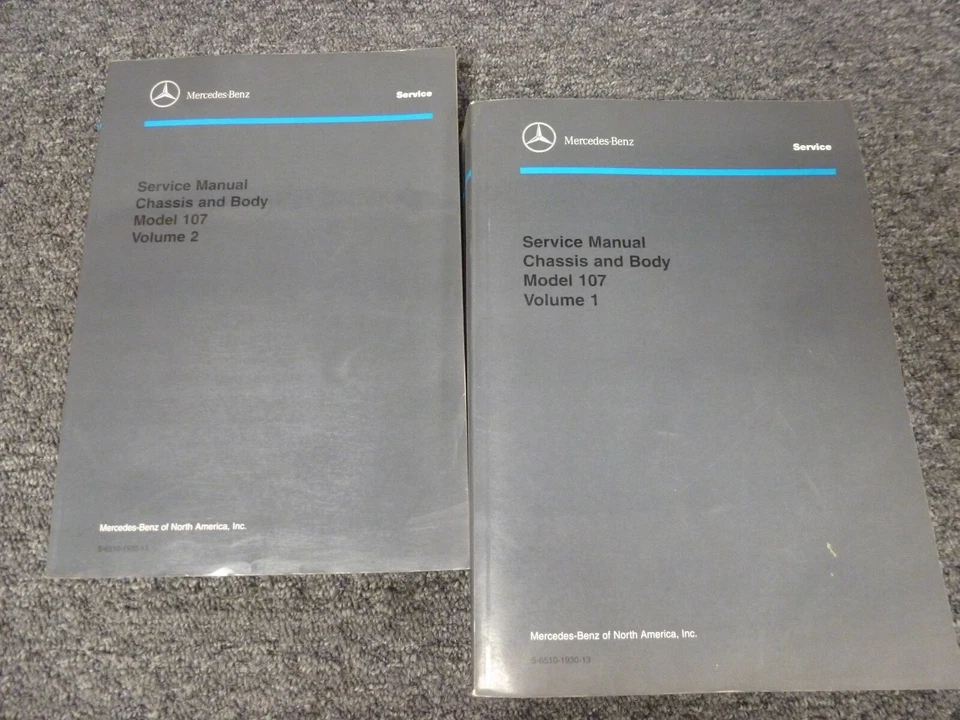 Mercedes-Benz
Service
Service Manual
Chassis and Body
Model 107
Volume 2
Mercedes-Benz of North America, Inc.
Mercedes-Benz
Service
Service Manual
Chassis and Body
Model 107
Volume 1
Mercedes-Benz of North America, Inc.
S-6510-1930-13